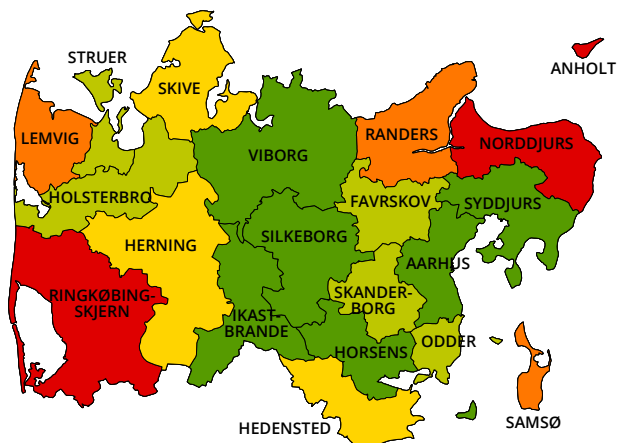 STRUER
ANHOLT
SKIVE
LEMVIG
RANDERS
NORDDJURS
VIBORG
HOLSTERBRO
FAVRSKOV
SYDDJURS
HERNING
SILKEBORG
AARHUS
RINGKØBING-
SKJERN
SKANDER-
BORG
IKAST-
BRANDE
HORSENS
ODDER
SAMSØ
HEDENSTED